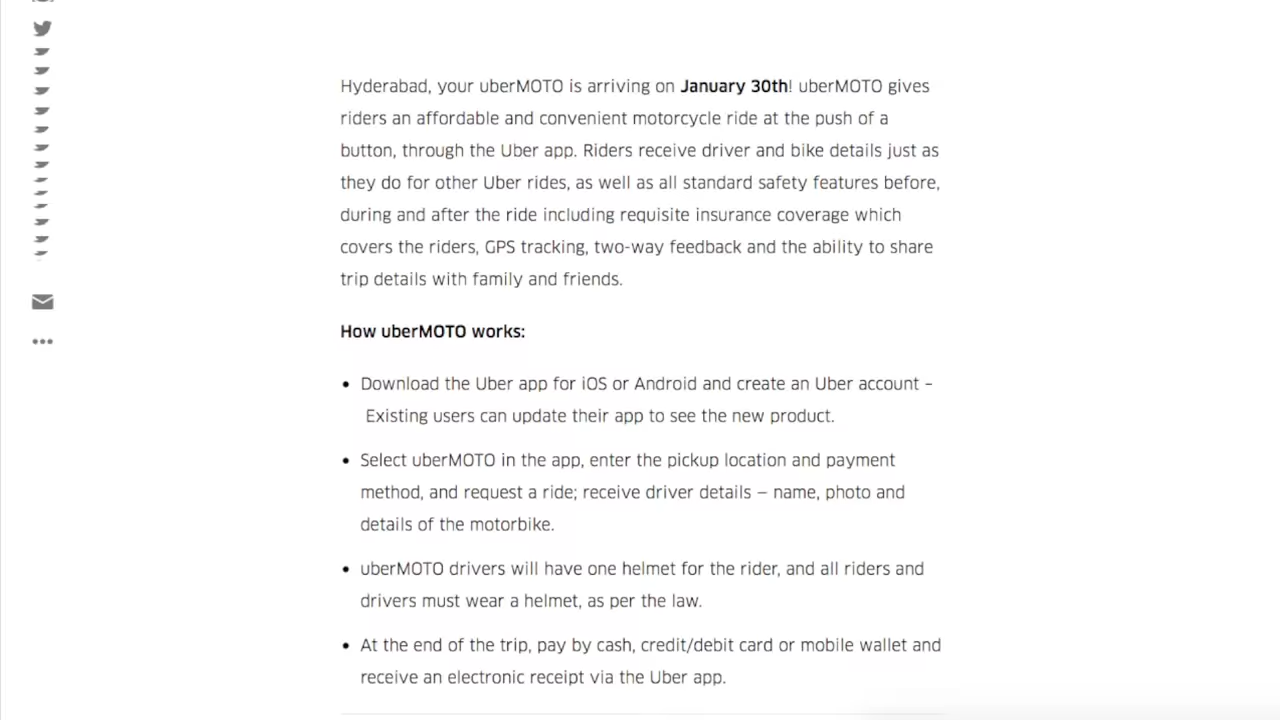 Hyderabad, your uberMOTO is arriving on January 30th! uberMOTO gives
riders an affordable and convenient motorcycle ride at the push of a
button, through the Uber app. Riders receive driver and bike details just as
they do for other Uber rides, as well as all standard safety features before,
during and after the ride including requisite insurance coverage which
covers the riders, GPS tracking, two-way feedback and the ability to share
trip details with family and friends.
How uberMOTO works:
• Download the Uber app for iOS or Android and create an Uber account –
Existing users can update their app to see the new product.
• Select uberMOTO in the app, enter the pickup location and payment
method, and request a ride; receive driver details – name, photo and
details of the motorbike.
• uberMOTO drivers will have one helmet for the rider, and all riders and
drivers must wear a helmet, as per the law.
• At the end of the trip, pay by cash, credit/debit card or mobile wallet and
receive an electronic receipt via the Uber app.